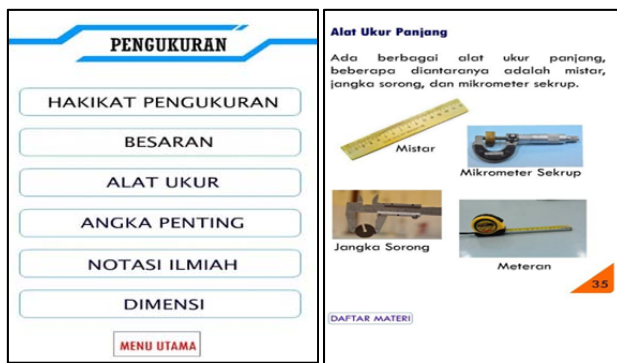 PENGUKURAN
HAKIKAT PENGUKURAN
BESARAN
ALAT UKUR
ANGKA PENTING
NOTASI ILMIAH
DIMENSI
MENU UTAMA
Alat Ukur Panjang
Ada berbagai alat ukur panjang,
beberapa diantaranya adalah mistar,
jangka sorong, dan mikrometer sekrup.
Mistar
Mikrometer Sekrup
Jangka Sorong
Meteran
35
DAFTAR MATERI